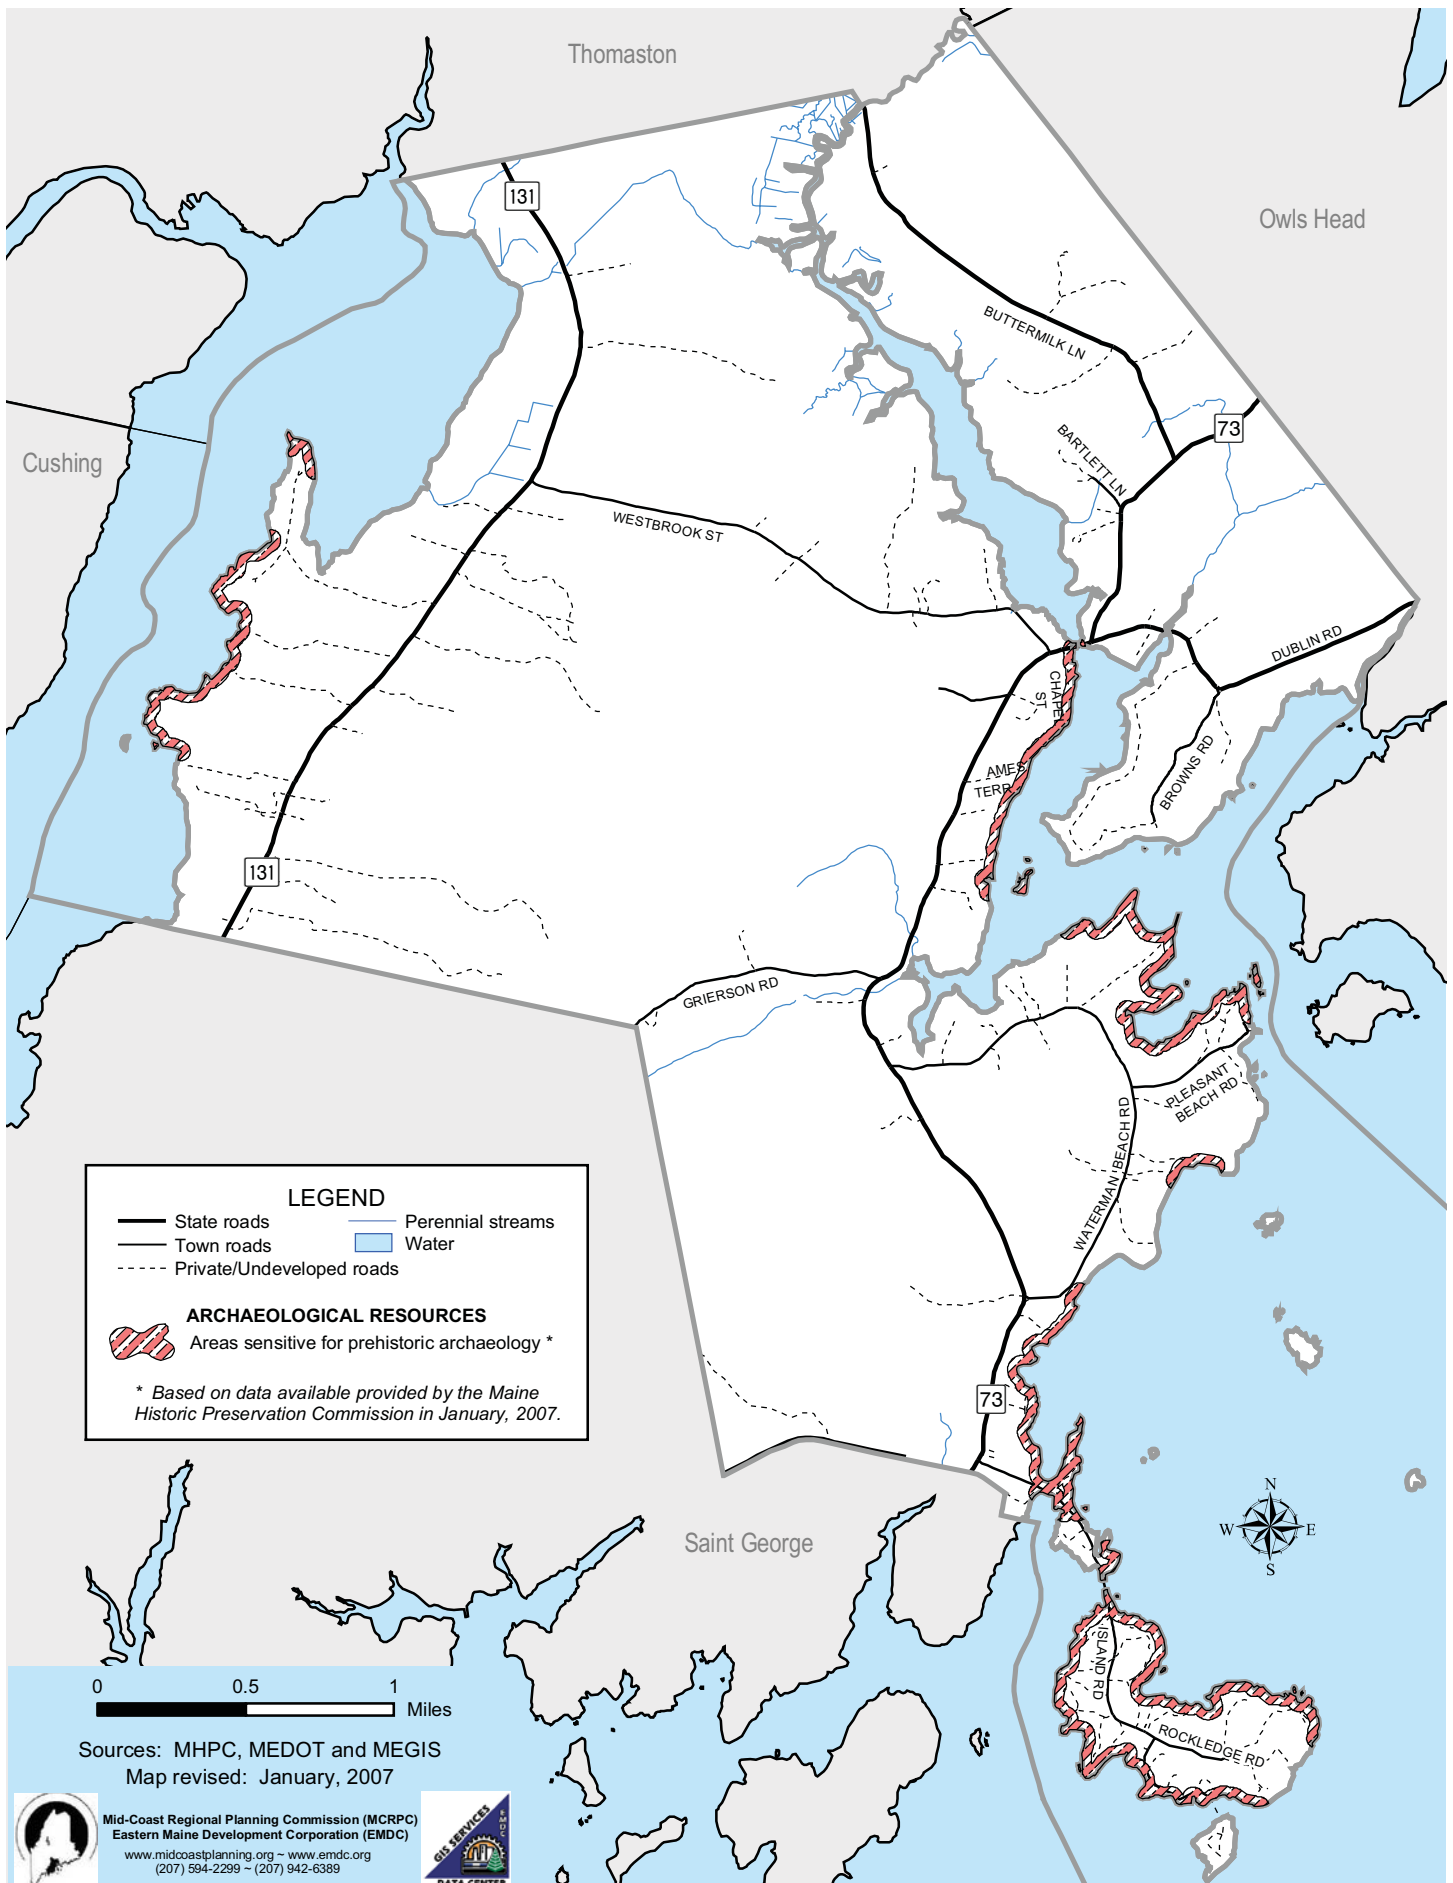 Thomaston
Owls Head
131
BUTTERMILK LN
73
Cushing
BARTLETT LN
WESTBROOK ST
DUBLIN RD
CHAPEL
ST
BROWNS RD
AMES
TERR
131
GRIERSON RD
PLEASANT
BEACH RD
WATERMAN BEACH RD
LEGEND
State roads
Perennial streams
Town roads
Water
Private/Undeveloped roads
ARCHAEOLOGICAL RESOURCES
Areas sensitive for prehistoric archaeology *
* Based on data available provided by the Maine
Historic Preservation Commission in January, 2007.
73
N
W
E
S
Saint George
ISLAND RD
ROCKLEDGE RD
0 0.5 1
Miles
Sources: MHPC, MEDOT and MEGIS
Map revised: January, 2007
Mid-Coast Regional Planning Commission (MCRPC)
Eastern Maine Development Corporation (EMDC)
www.midcoastplanning.org ~ www.emdc.org
(207) 594-2299 ~ (207) 942-6389
GIS SERVICES
EMDC
DATA CENTER